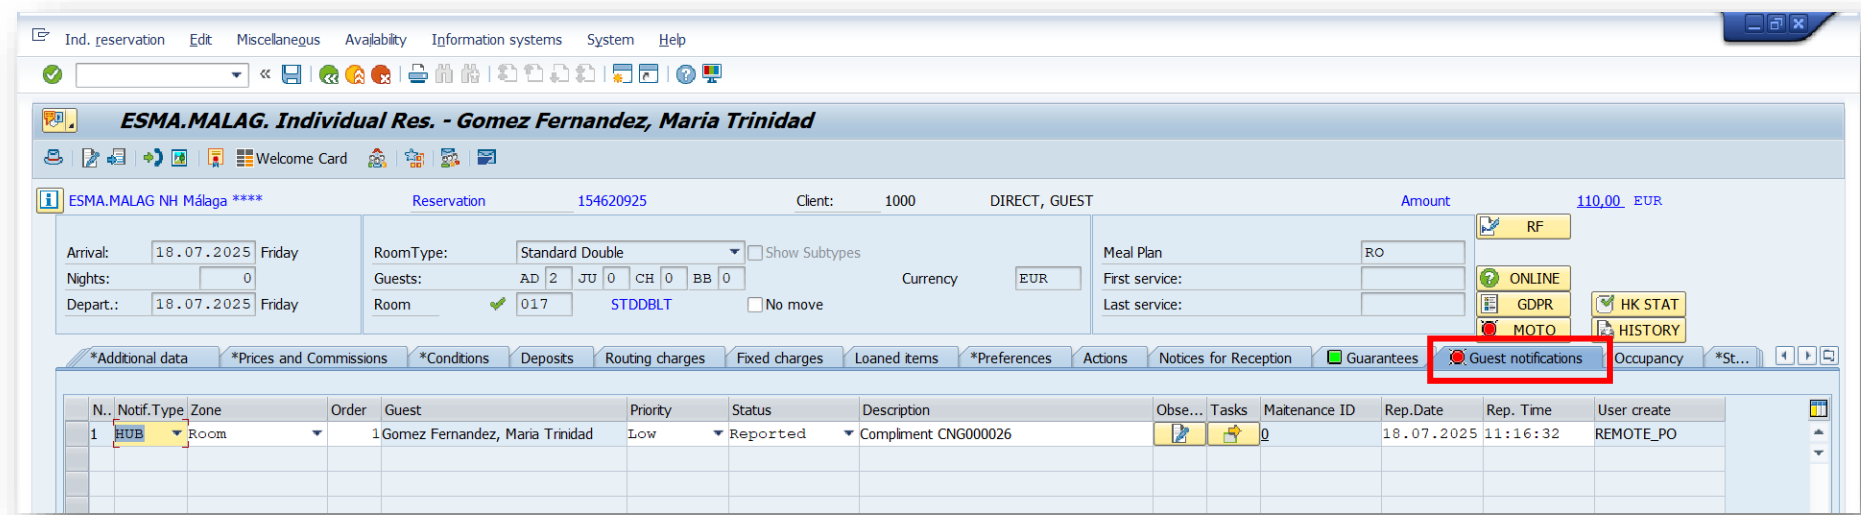 Ind. reservation Edit Miscellaneous Availability Information systems System Help
ESMA.MALAG. Individual Res. - Gomez Fernandez, Maria Trinidad
Welcome Card
ESMA.MALAG NH Málaga **** Reservation 154620925 Client: 1000 DIRECT, GUEST Amount 110,00 EUR
RF
Arrival: 18.07.2025 Friday RoomType: Standard Double Show Subtypes Meal Plan RO
Nights: 0 Guests: AD 2 JU 0 CH 0 BB 0 Currency EUR First service: ONLINE
Depart.: 18.07.2025 Friday Room 017 STDDBLT No move Last service: GDPR HK STAT
MOTO HISTORY
*Additional data *Prices and Commissions *Conditions Deposits Routing charges Fixed charges Loaned items *Preferences Actions Notices for Reception Guarantees Guest notifications Occupancy *St...
N.. Notif.Type Zone Order Guest Priority Status Description Obse... Tasks Maitenance ID Rep.Date Rep. Time User create
1 HUB Room 1 Gomez Fernandez, Maria Trinidad Low Reported Compliment CNG000026 0 18.07.2025 11:16:32 REMOTE_PO